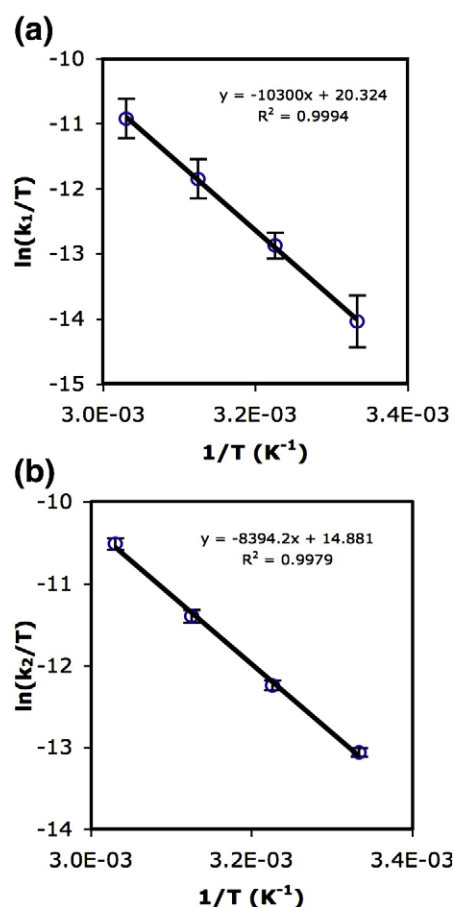 (a)
-10
y = -10300x + 20.324
R² = 0.9994
-11
-12
ln(k₁/T)
-13
-14
-15
3.0E-03 3.2E-03 3.4E-03
1/T (K⁻¹)
(b)
-10
y = -8394.2x + 14.881
R² = 0.9979
-11
ln(k₂/T)
-12
-13
-14
3.0E-03 3.2E-03 3.4E-03
1/T (K⁻¹)